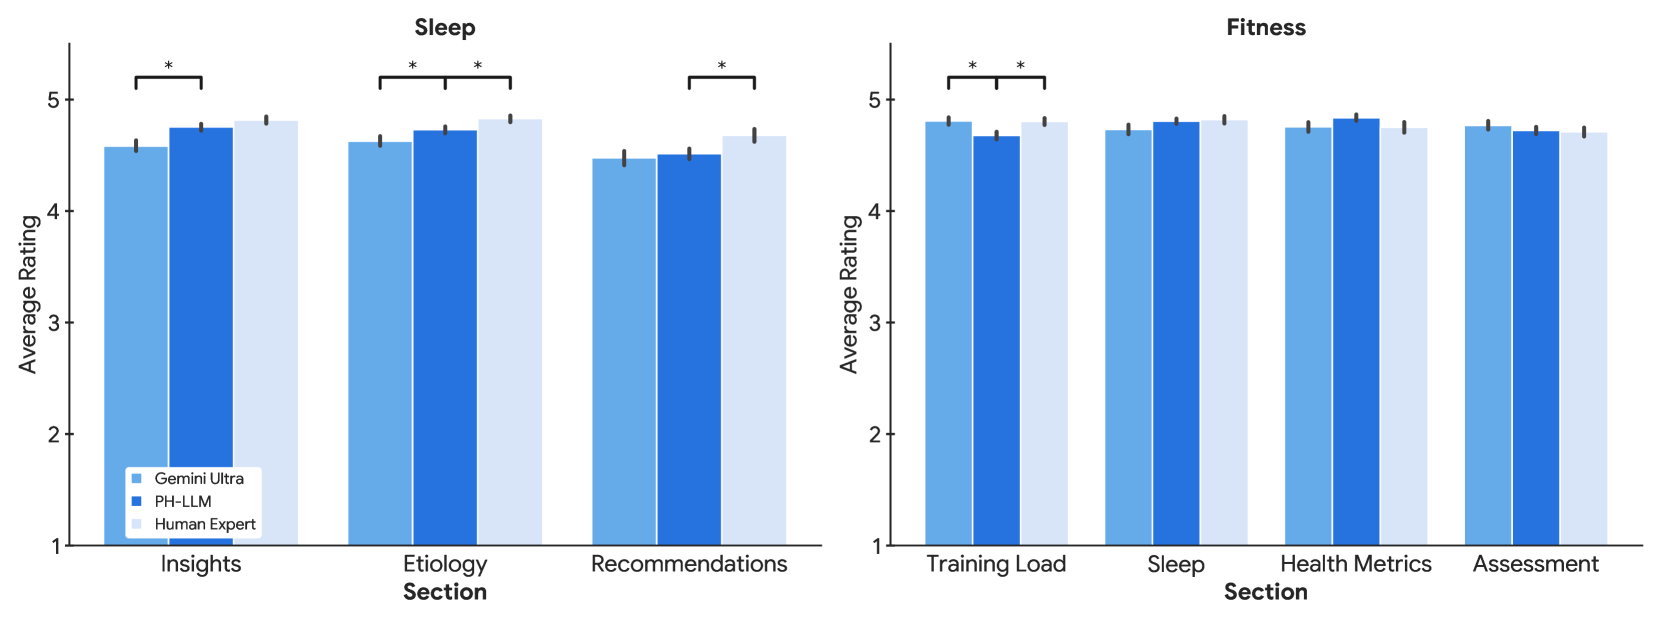 Sleep
*
* *
*
5
4
3
2
1
Average Rating
Gemini Ultra
PH-LLM
Human Expert
Insights
Etiology
Recommendations
Section
Fitness
* *
5
4
3
2
1
Average Rating
Training Load
Sleep
Health Metrics
Assessment
Section